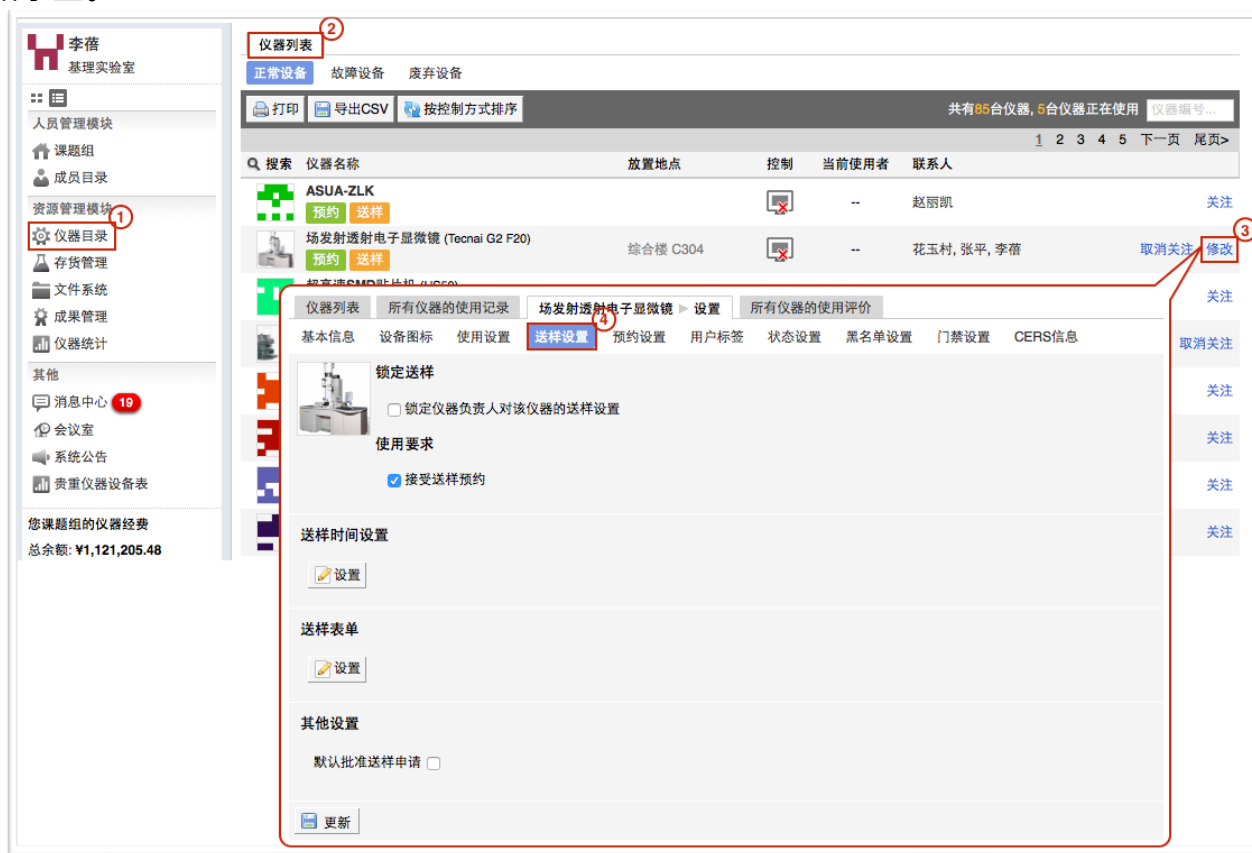 李蓓
基理实验室
人员管理模块
课题组
成员目录
资源管理模块
①
仪器目录
存货管理
文件系统
成果管理
仪器统计
其他
消息中心 19
会议室
系统公告
贵重仪器设备表
您课题组的仪器经费
总余额: ¥1,121,205.48
仪器列表 ②
正常设备 故障设备 废弃设备
打印 导出CSV 按控制方式排序 共有85台仪器, 5台仪器正在使用 仪器编号...
1 2 3 4 5 下一页 尾页>
搜索 仪器名称 放置地点 控制 当前使用者 联系人
ASUA-ZLK
预约 送样 -- 赵丽凯 关注
③
场发射透射电子显微镜 (Tecnai G2 F20)
预约 送样 综合楼 C304 -- 花玉村, 张平, 李蓓 取消关注 修改
关注
取消关注
关注
关注
关注
关注
仪器列表 所有仪器的使用记录 场发射透射电子显微镜 ▶ 设置 所有仪器的使用评价
④
基本信息 设备图标 使用设置 送样设置 预约设置 用户标签 状态设置 黑名单设置 门禁设置 CERS信息
锁定送样
锁定仪器负责人对该仪器的送样设置
使用要求
接受送样预约
送样时间设置
设置
送样表单
设置
其他设置
默认批准送样申请
更新